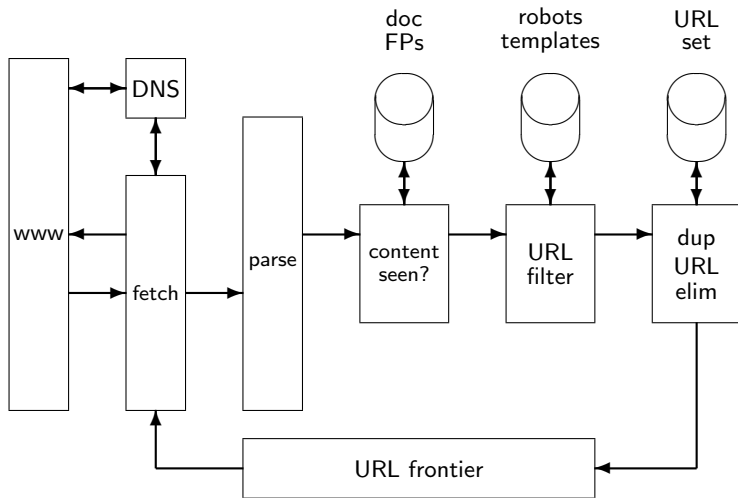 doc
FPs
robots
templates
URL
set
DNS
www
fetch
parse
content
seen?
URL
filter
dup
URL
elim
URL frontier